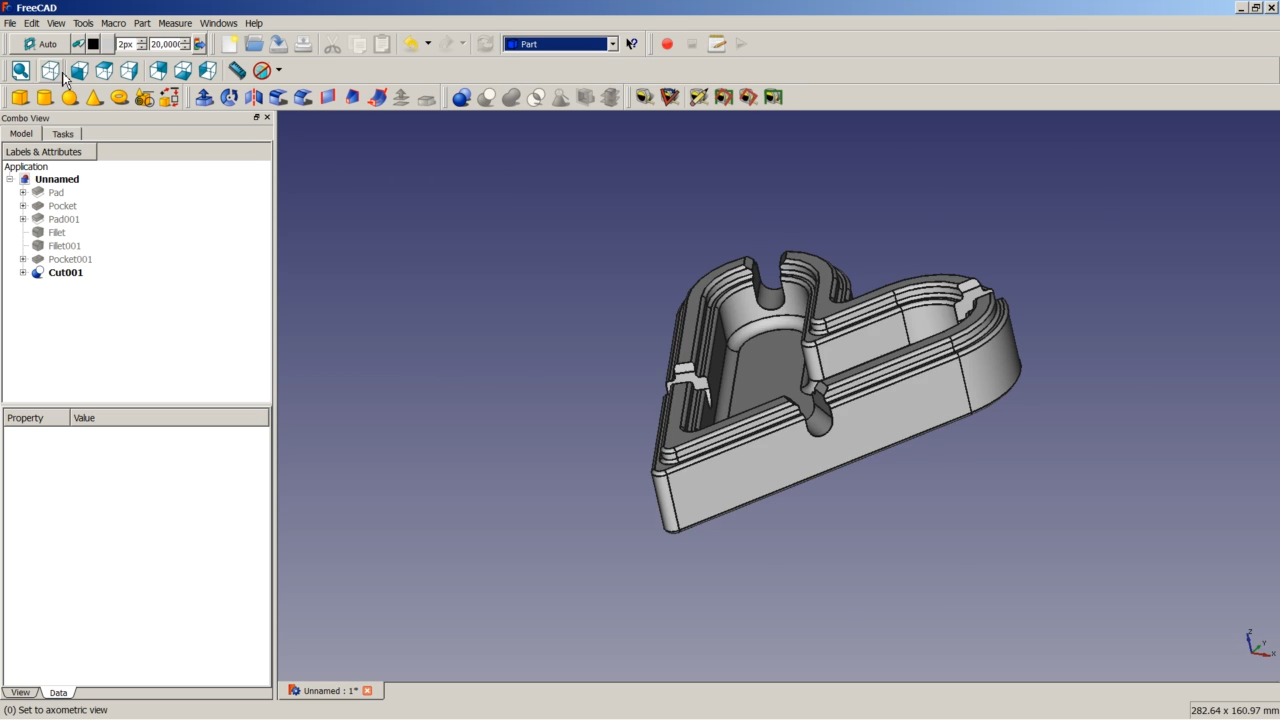 FreeCAD
File Edit View Tools Macro Part Measure Windows Help
Auto 2px 20,000 Part
Combo View
Model Tasks
Labels & Attributes
Application
Unnamed
Pad
Pocket
Pad001
Fillet
Fillet001
Pocket001
Cut001
Property Value
View Data
Unnamed : 1*
Z
Y
X
(0) Set to axometric view
282.64 x 160.97 mm